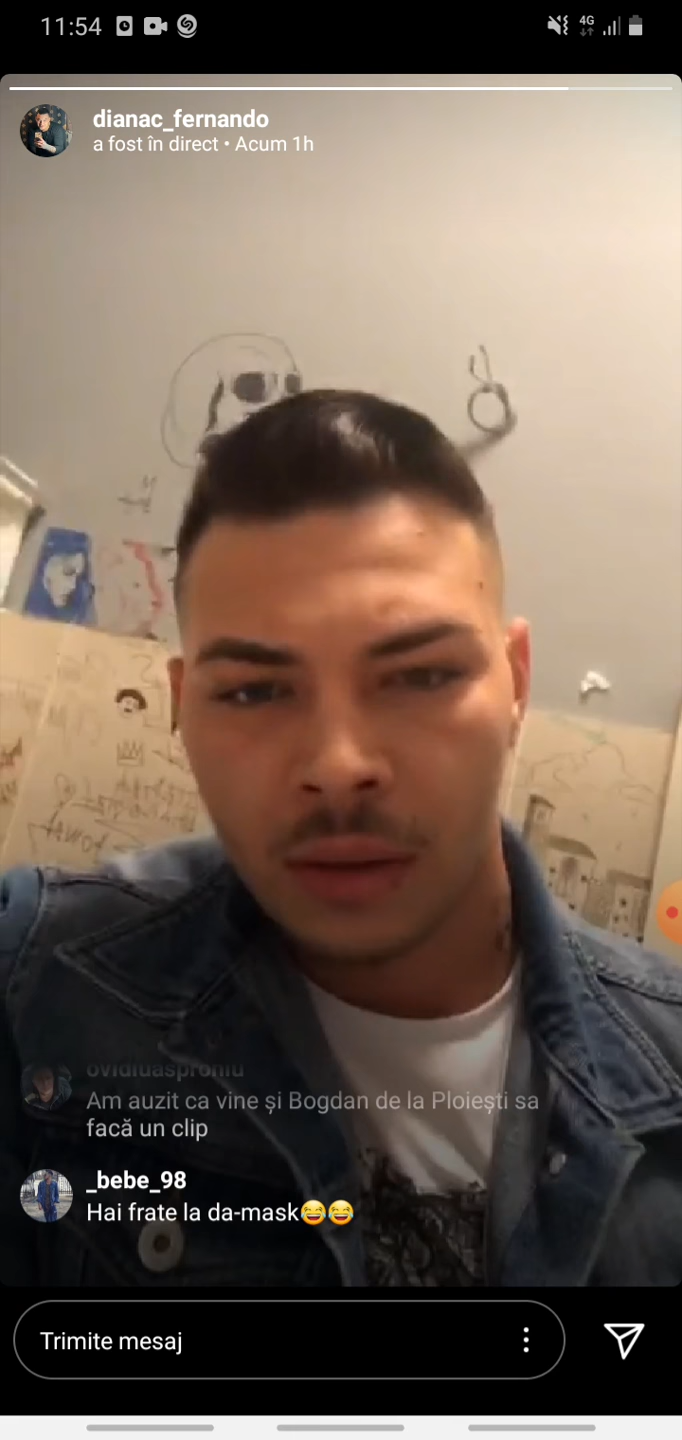 11:54
4G
dianac_fernando
a fost în direct • Acum 1h
Am auzit ca vine și Bogdan de la Ploiești sa
facă un clip
_bebe_98
Hai frate la da-mask😂😂
Trimite mesaj